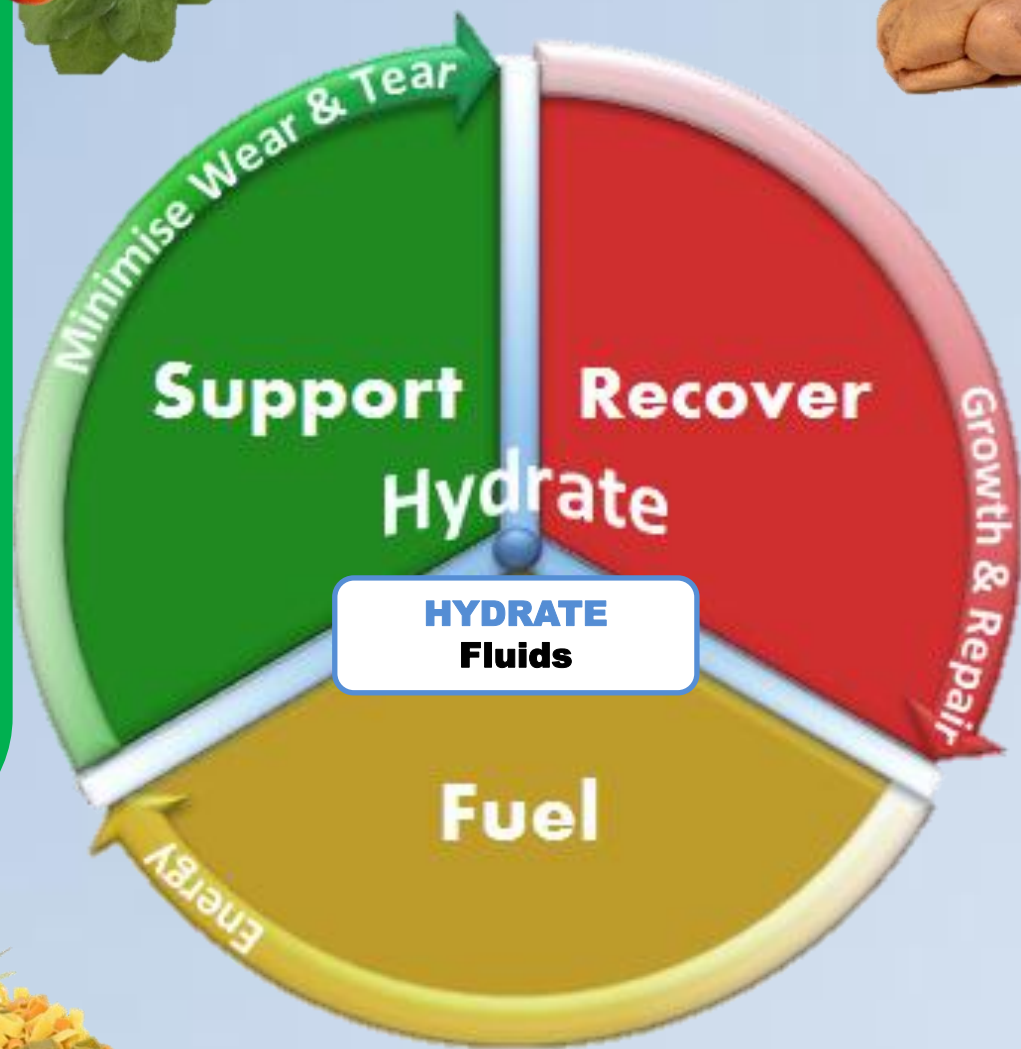 Minimise Wear & Tear
Support
Recover
Growth & Repair
Hydrate
HYDRATE
Fluids
Fuel
Energy